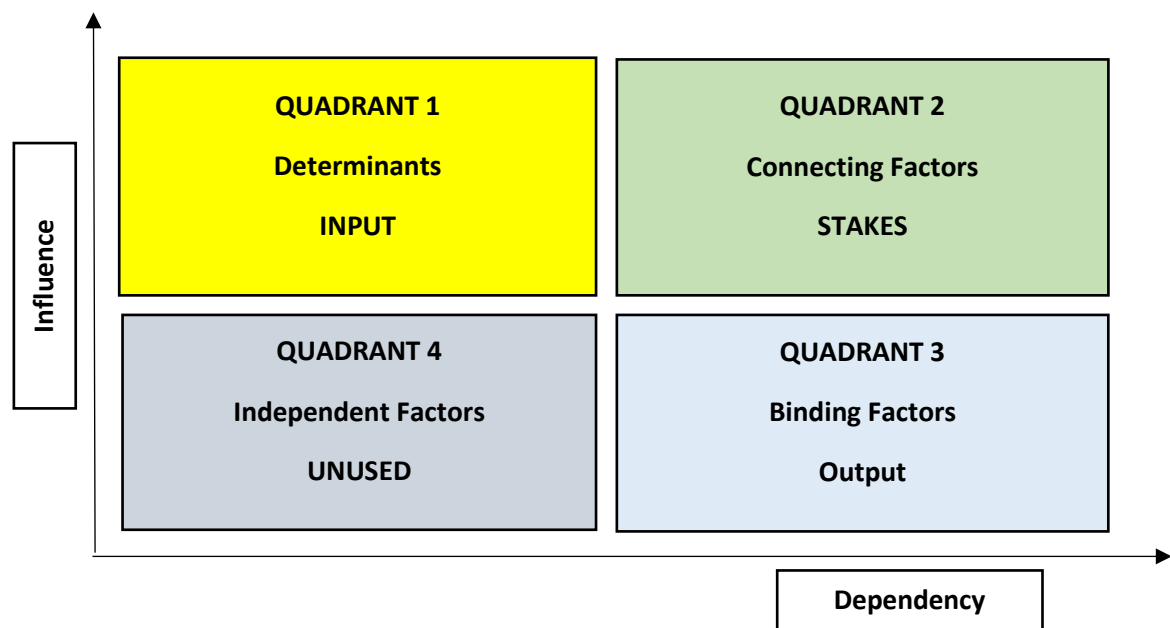 QUADRANT 1
Determinants
INPUT
QUADRANT 2
Connecting Factors
STAKES
Influence
QUADRANT 4
Independent Factors
UNUSED
QUADRANT 3
Binding Factors
Output
Dependency